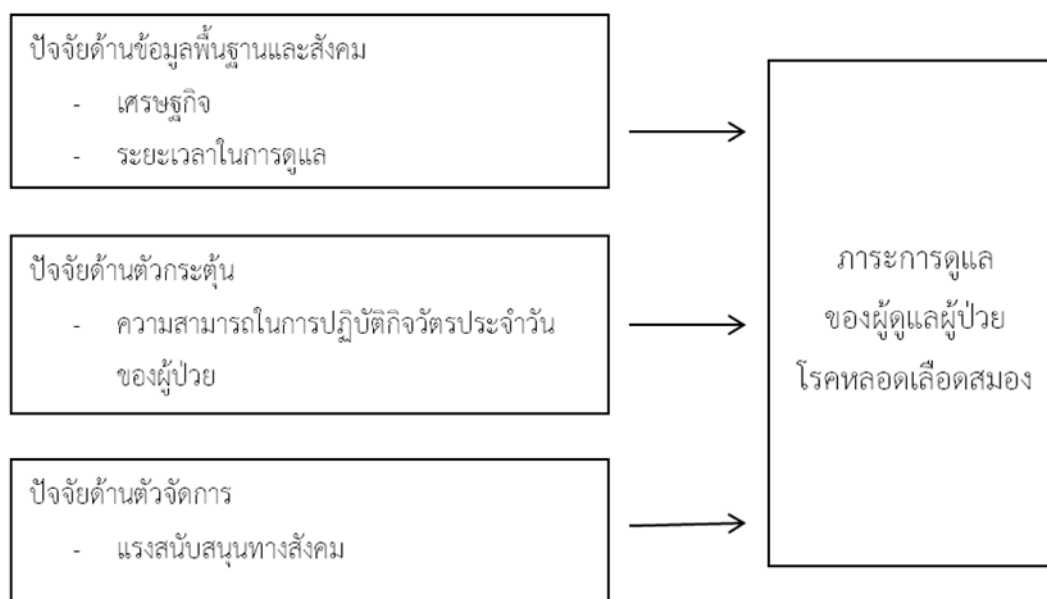 ปัจจัยด้านข้อมูลพื้นฐานและสังคม
- เศรษฐกิจ
- ระยะเวลาในการดูแล
ปัจจัยด้านตัวกระตุ้น
- ความสามารถในการปฏิบัติกิจวัตรประจำวัน
ของผู้ป่วย
ปัจจัยด้านตัวจัดการ
- แรงสนับสนุนทางสังคม
ภาระการดูแล
ของผู้ดูแลผู้ป่วย
โรคหลอดเลือดสมอง